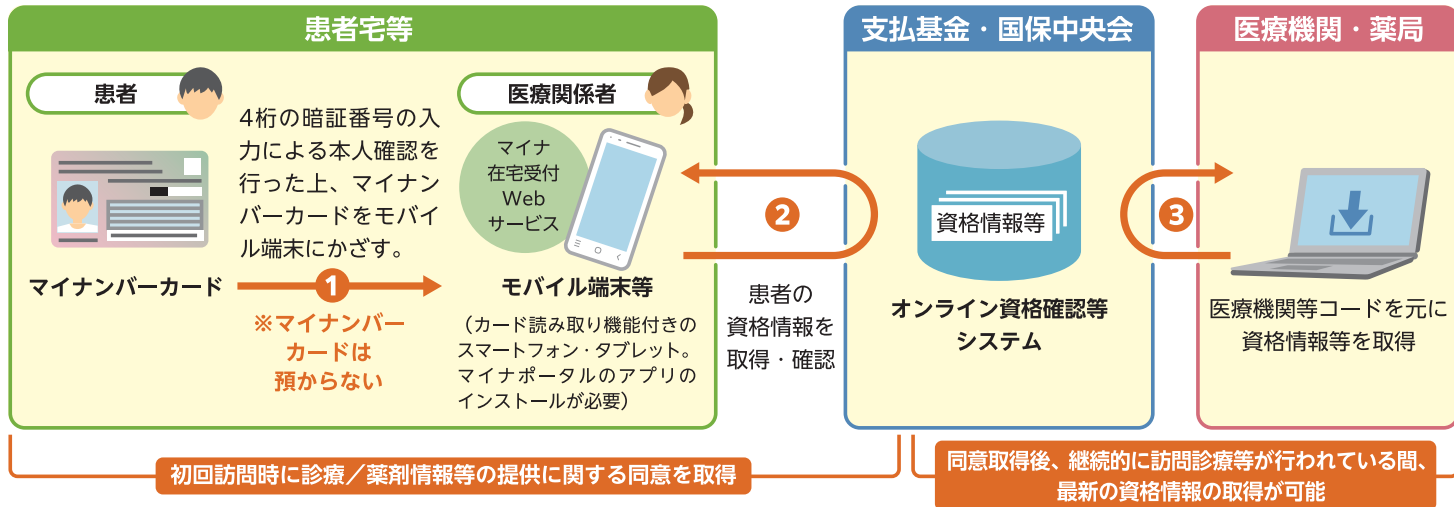 患者宅等
患者
4桁の暗証番号の入
力による本人確認を
行った上、マイナン
バーカードをモバイ
ル端末にかざす。
マイナンバーカード
1
※マイナンバー
カードは
預からない
医療関係者
マイナ
在宅受付
Web
サービス
モバイル端末等
（カード読み取り機能付きの
スマートフォン・タブレット。
マイナポータルのアプリの
インストールが必要）
2
患者の
資格情報を
取得・確認
支払基金・国保中央会
資格情報等
オンライン資格確認等
システム
3
医療機関・薬局
医療機関等コードを元に
資格情報等を取得
初回訪問時に診療／薬剤情報等の提供に関する同意を取得
同意取得後、継続的に訪問診療等が行われている間、
最新の資格情報の取得が可能